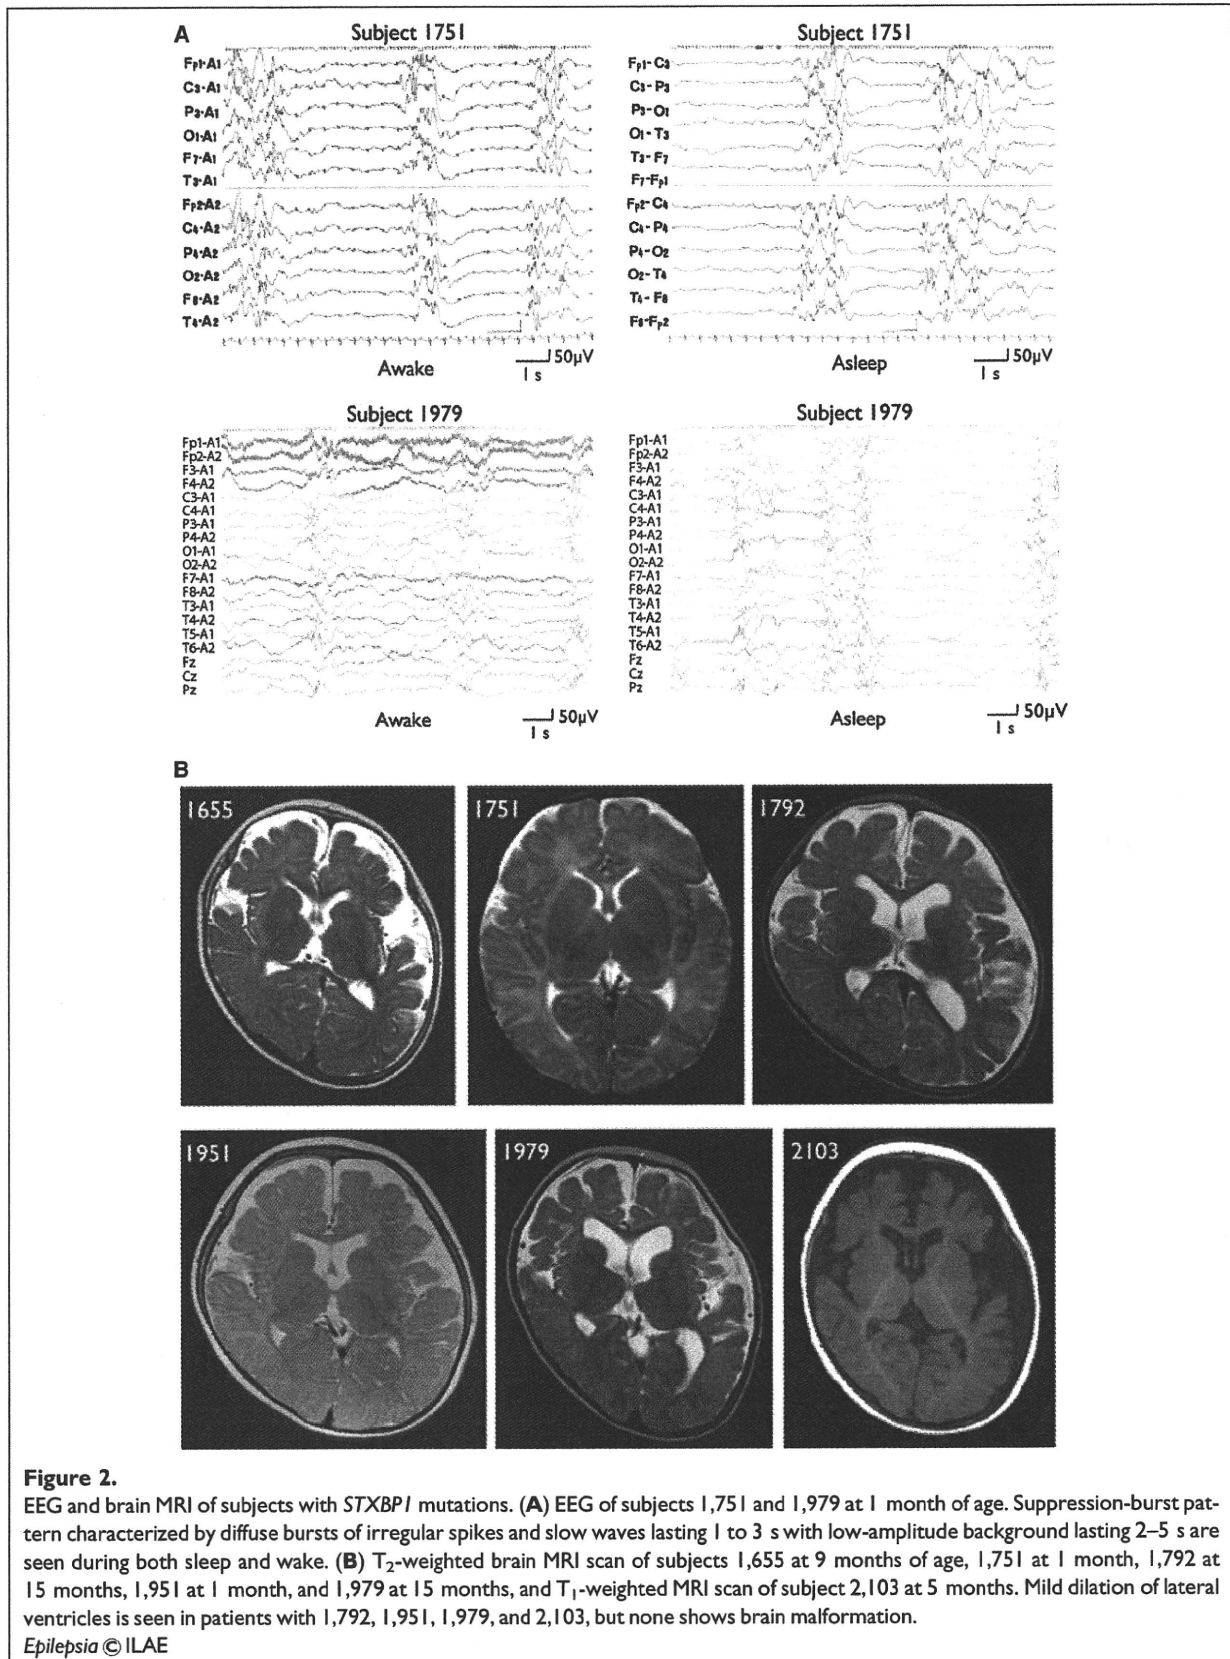 A
Subject 1751
Fp1-A1
C3-A1
P3-A1
O1-A1
F7-A1
T3-A1
Fp2-A2
C4-A2
P4-A2
O2-A2
F8-A2
T4-A2
Awake
50µV
1 s
Subject 1751
Fp1-C3
C3-P3
P3-O1
O1-T3
T3-F7
F7-Fp1
Fp2-C4
C4-P4
P4-O2
O2-T4
T4-F8
F8-Fp2
Asleep
50µV
1 s
Subject 1979
Fp1-A1
Fp2-A2
F3-A1
F4-A2
C3-A1
C4-A1
P3-A1
P4-A2
O1-A1
O2-A2
F7-A1
F8-A2
T3-A1
T4-A2
T5-A1
T6-A2
Fz
Cz
Pz
Awake
50µV
1 s
Subject 1979
Fp1-A1
Fp2-A2
F3-A1
F4-A2
C3-A1
C4-A1
P3-A1
P4-A2
O1-A1
O2-A2
F7-A1
F8-A2
T3-A1
T4-A2
T5-A1
T6-A2
Fz
Cz
Pz
Asleep
50µV
1 s
B
1655
1751
1792
1951
1979
2103
Figure 2.
EEG and brain MRI of subjects with STXBP1 mutations. (A) EEG of subjects 1,751 and 1,979 at 1 month of age. Suppression-burst pat-
tern characterized by diffuse bursts of irregular spikes and slow waves lasting 1 to 3 s with low-amplitude background lasting 2–5 s are
seen during both sleep and wake. (B) T2-weighted brain MRI scan of subjects 1,655 at 9 months of age, 1,751 at 1 month, 1,792 at
15 months, 1,951 at 1 month, and 1,979 at 15 months, and T1-weighted MRI scan of subject 2,103 at 5 months. Mild dilation of lateral
ventricles is seen in patients with 1,792, 1,951, 1,979, and 2,103, but none shows brain malformation.
Epilepsia © ILAE